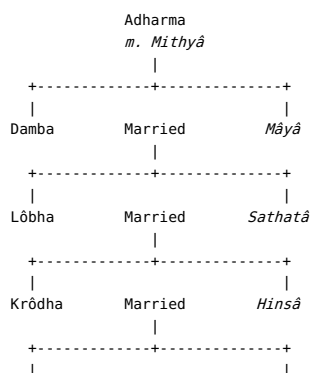 Adharma
m. Mithyâ
|
+-------------+--------------+
| |
Damba Married Mâyâ
|
+-------------+--------------+
| |
Lôbha Married Sathatâ
|
+-------------+--------------+
| |
Krôdha Married Hinsâ
|
+-------------+--------------+
| |